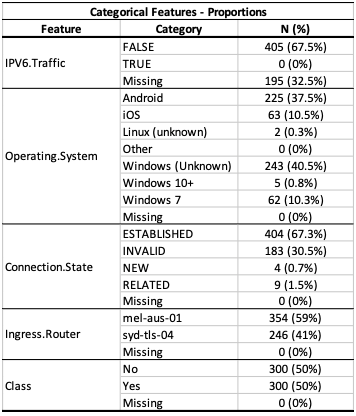 Categorical Features - Proportions
Feature Category N (%)
IPV6.Traffic FALSE 405 (67.5%)
TRUE 0 (0%)
Missing 195 (32.5%)
Operating.System Android 225 (37.5%)
iOS 63 (10.5%)
Linux (unknown) 2 (0.3%)
Other 0 (0%)
Windows (Unknown) 243 (40.5%)
Windows 10+ 5 (0.8%)
Windows 7 62 (10.3%)
Missing 0 (0%)
Connection.State ESTABLISHED 404 (67.3%)
INVALID 183 (30.5%)
NEW 4 (0.7%)
RELATED 9 (1.5%)
Missing 0 (0%)
Ingress.Router mel-aus-01 354 (59%)
syd-tls-04 246 (41%)
Missing 0 (0%)
Class No 300 (50%)
Yes 300 (50%)
Missing 0 (0%)